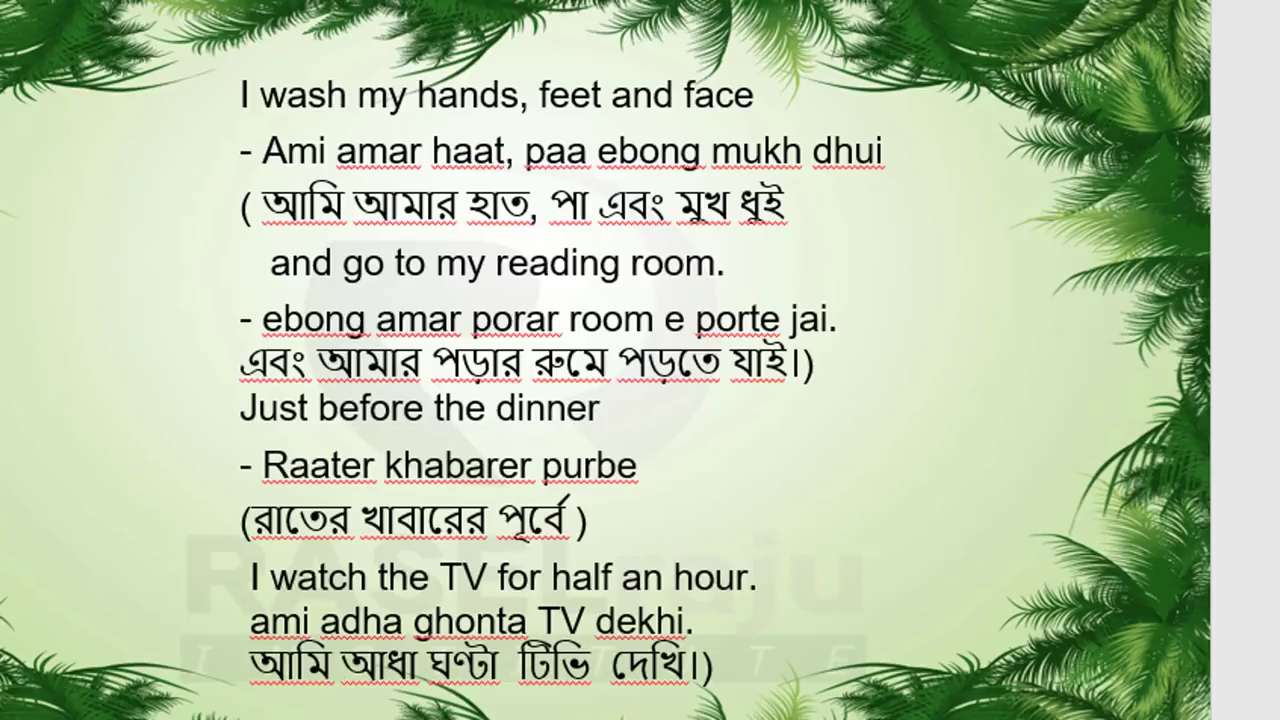 I wash my hands, feet and face
- Ami amar haat, paa ebong mukh dhui
( আমি আমার হাত, পা এবং মুখ ধুই
and go to my reading room.
- ebong amar porar room e porte jai.
এবং আমার পড়ার রুমে পড়তে যাই।)
Just before the dinner
- Raater khabarer purbe
(রাতের খাবারের পূর্বে )
I watch the TV for half an hour.
ami adha ghonta TV dekhi.
আমি আধা ঘণ্টা টিভি দেখি।)
RASEL raju